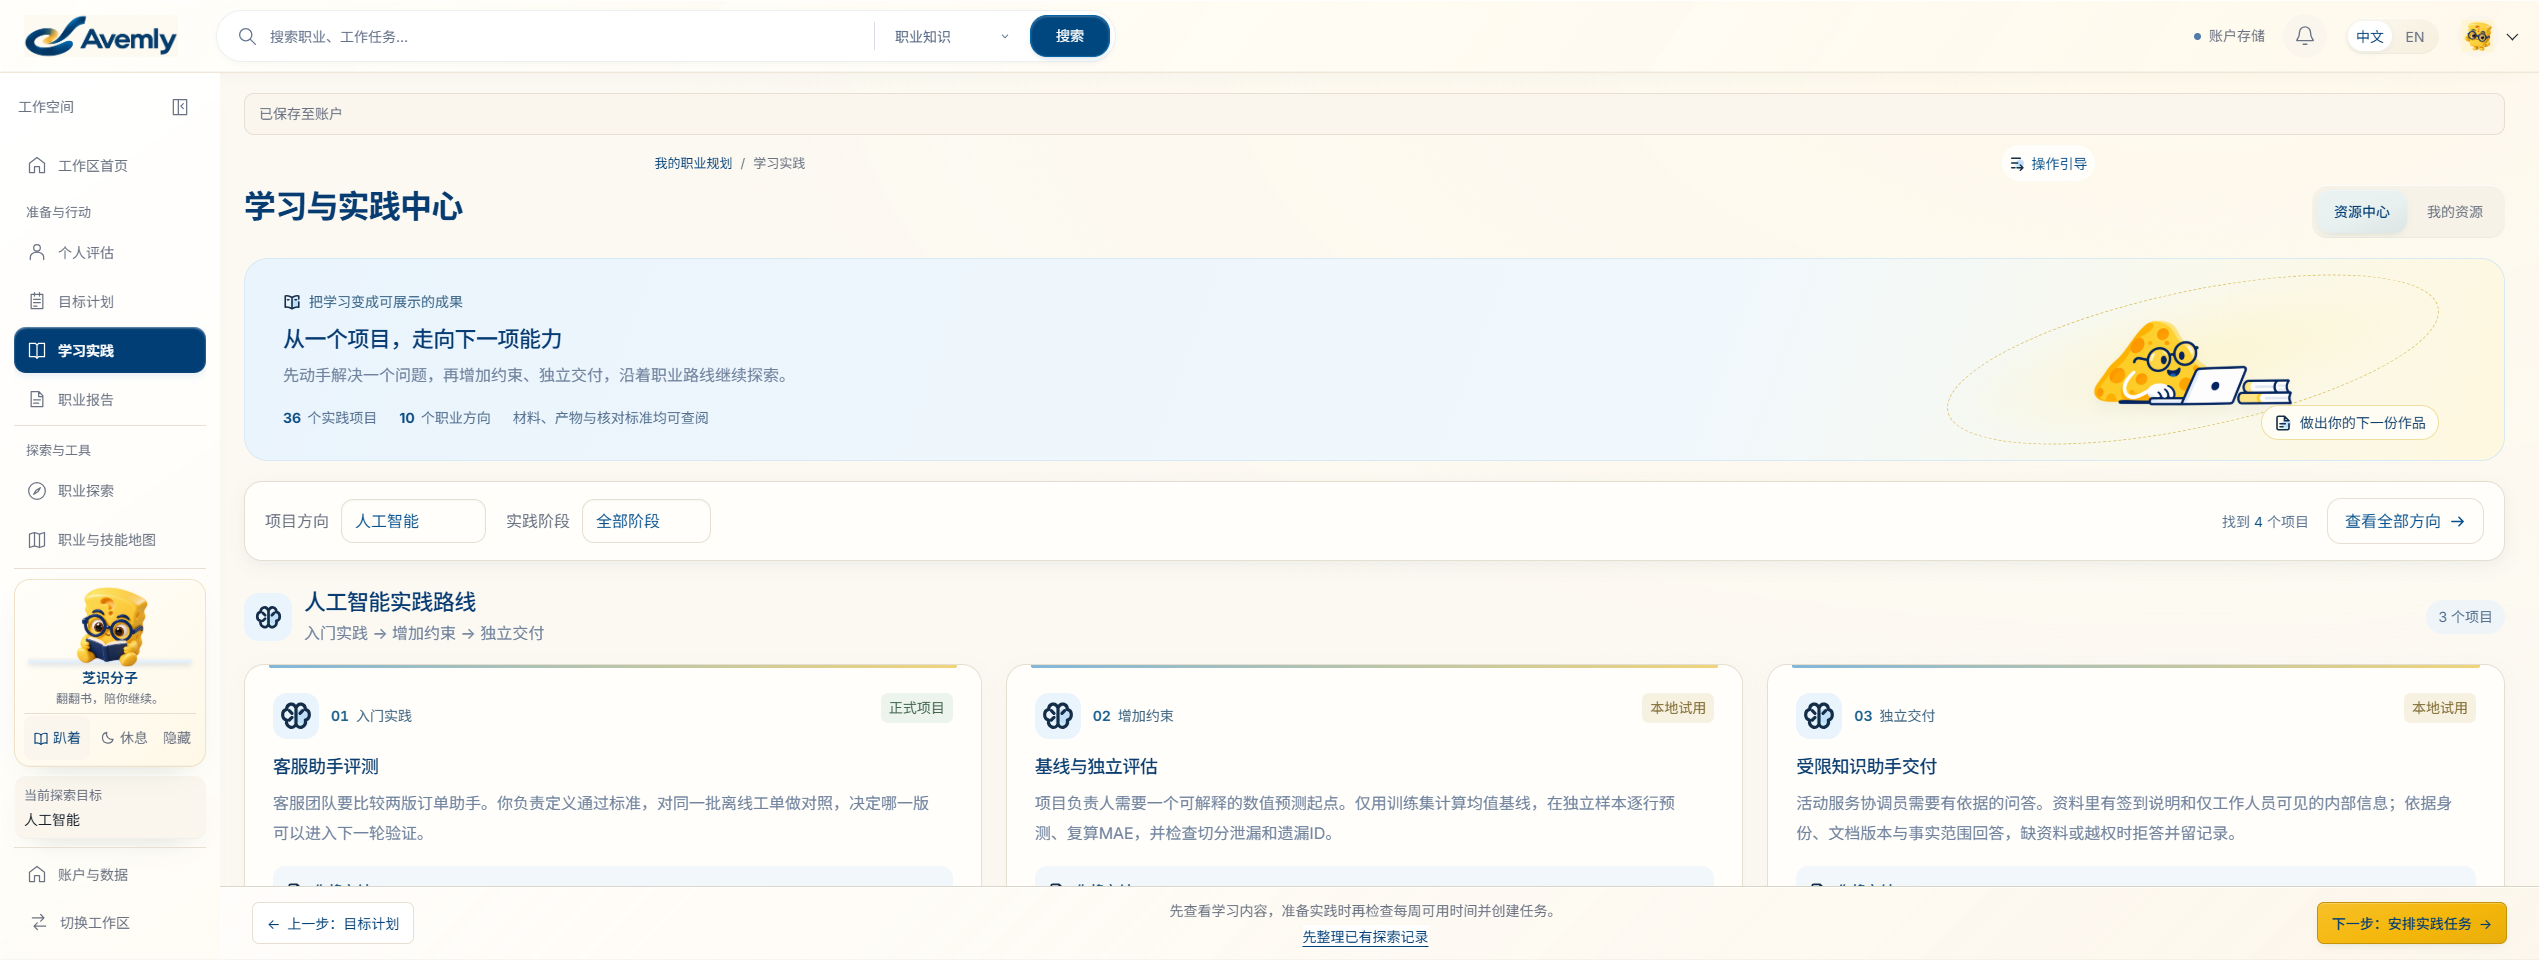 Avemly
搜索职业、工作任务...
职业知识
搜索
账户存储
中文
EN
工作空间
工作区首页
准备与行动
个人评估
目标计划
学习实践
职业报告
探索与工具
职业探索
职业与技能地图
芝识分子
翻翻书，陪你继续。
趴着
休息
隐藏
当前探索目标
人工智能
账户与数据
切换工作区
已保存至账户
我的职业规划 / 学习实践
操作引导
学习与实践中心
资源中心
我的资源
把学习变成可展示的成果
从一个项目，走向下一项能力
先动手解决一个问题，再增加约束、独立交付，沿着职业路线继续探索。
36 个实践项目 10 个职业方向 材料、产物与核对标准均可查阅
做出你的下一份作品
项目方向 人工智能 实践阶段 全部阶段
找到 4 个项目
查看全部方向 →
人工智能实践路线
入门实践 → 增加约束 → 独立交付
3 个项目
01 入门实践
正式项目
客服助手评测
客服团队要比较两版订单助手。你负责定义通过标准，对同一批离线工单做对照，决定哪一版
可以进入下一轮验证。
02 增加约束
本地试用
基线与独立评估
项目负责人需要一个可解释的数值预测起点。仅用训练集计算均值基线，在独立样本逐行预
测、复算MAE，并检查切分泄漏和遗漏ID。
03 独立交付
本地试用
受限知识助手交付
活动服务协调员需要有依据的问答。资料里有签到说明和仅工作人员可见的内部信息；依据身
份、文档版本与事实范围回答，缺资料或越权时拒答并留记录。
← 上一步：目标计划
先查看学习内容，准备实践时再检查每周可用时间并创建任务。
先整理已有探索记录
下一步：安排实践任务 →